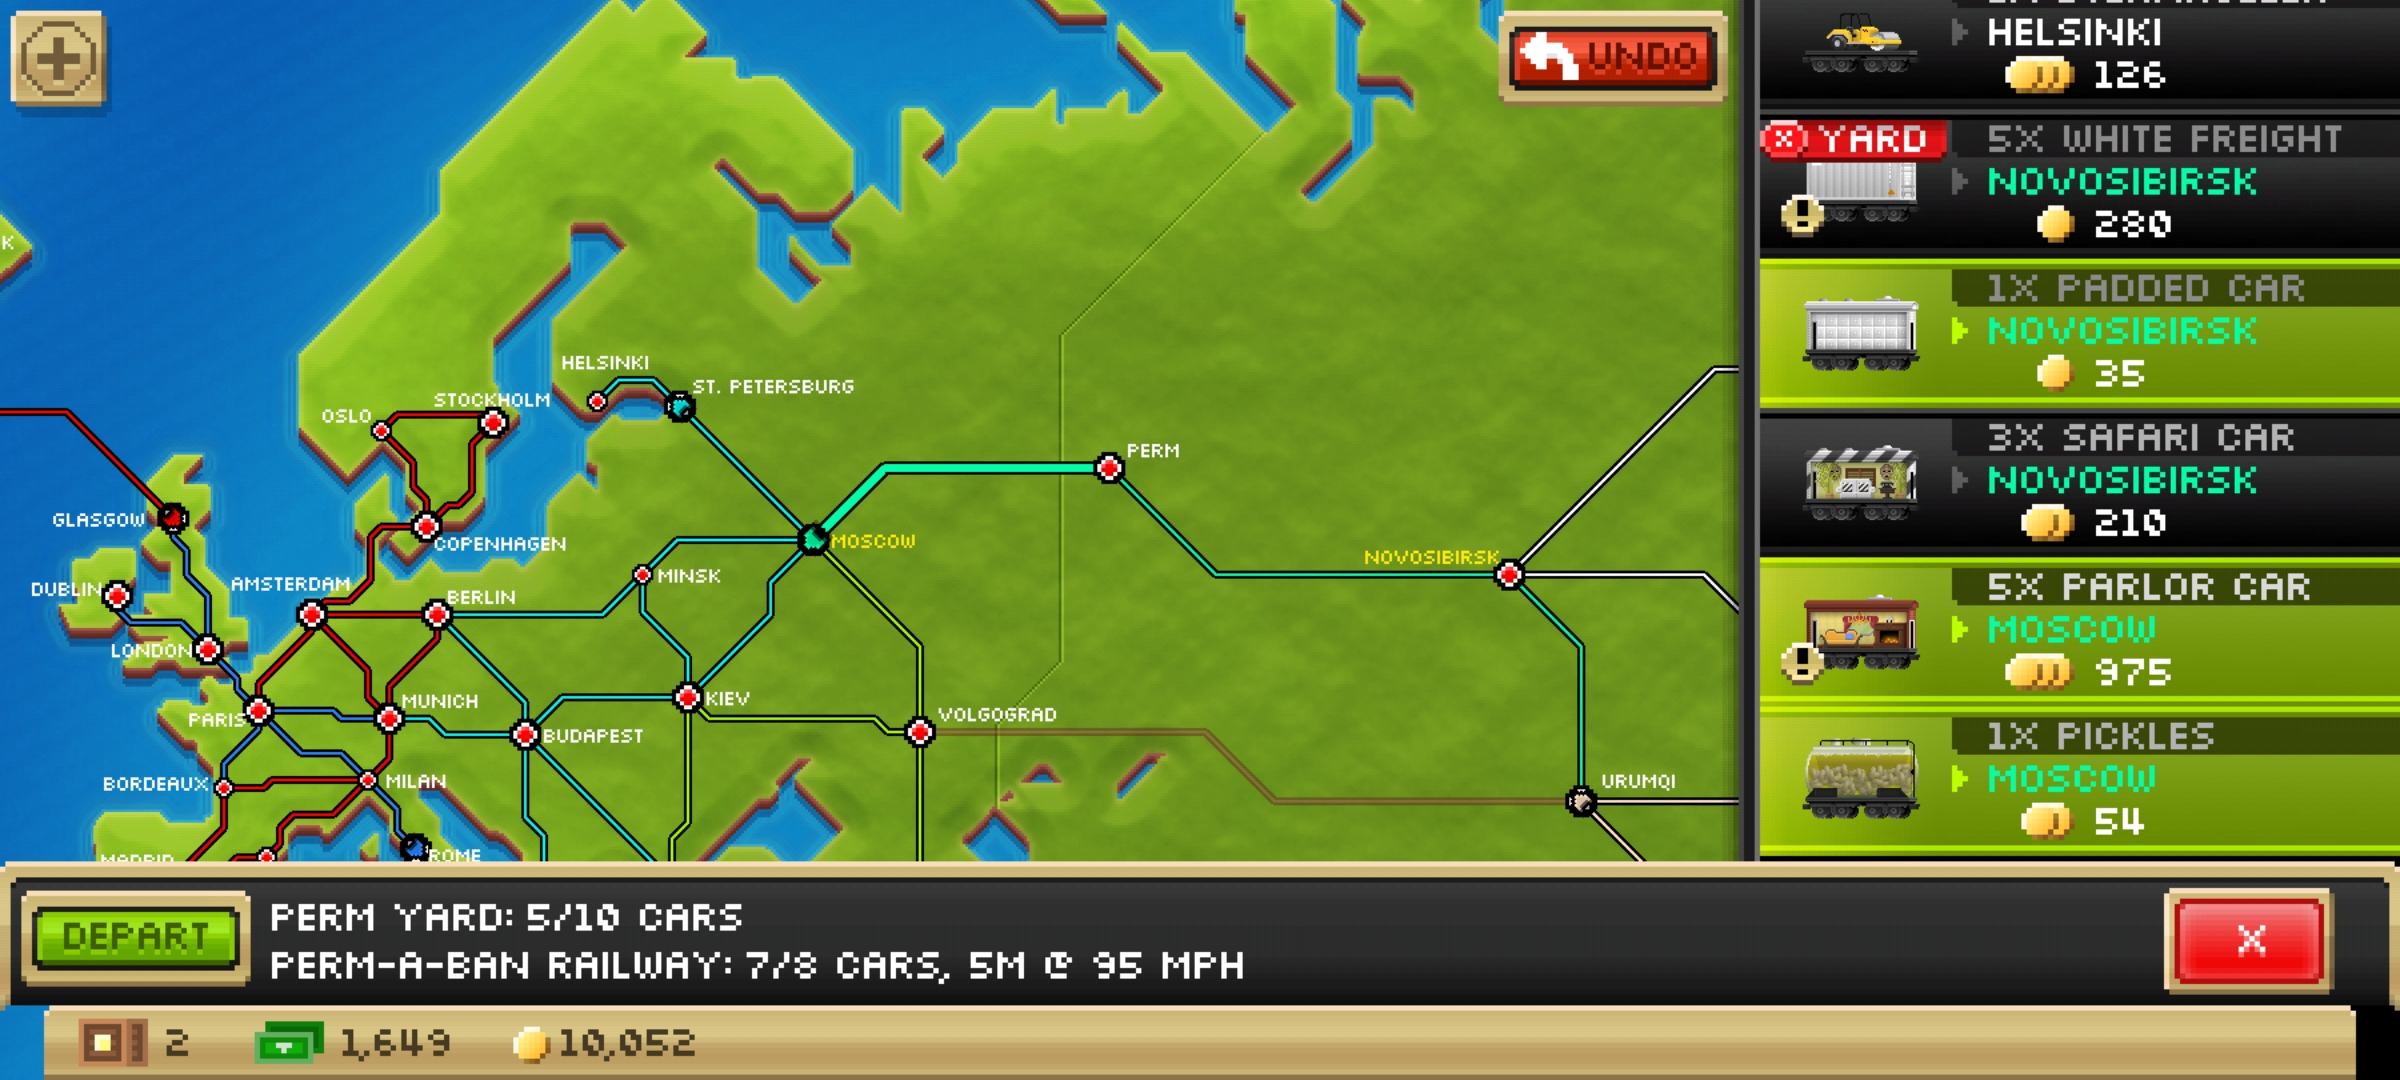 UNDO
K
HELSINKI
ST. PETERSBURG
STOCKHOLM
OSLO
PERM
GLASGOW
COPENHAGEN
MOSCOW
NOVOSIBIRSK
MINSK
AMSTERDAM
DUBLIN
BERLIN
LONDON
MUNICH
KIEV
PARIS
VOLGOGRAD
BUDAPEST
BORDEAUX
MILAN
URUMQI
MADRID
ROME
HELSINKI
126
YARD
5X WHITE FREIGHT
NOVOSIBIRSK
280
1X PADDED CAR
NOVOSIBIRSK
35
3X SAFARI CAR
NOVOSIBIRSK
210
5X PARLOR CAR
MOSCOW
975
1X PICKLES
MOSCOW
54
DEPART
PERM YARD: 5/10 CARS
PERM-A-BAN RAILWAY: 7/8 CARS, 5M @ 95 MPH
X
2
1,649
10,052